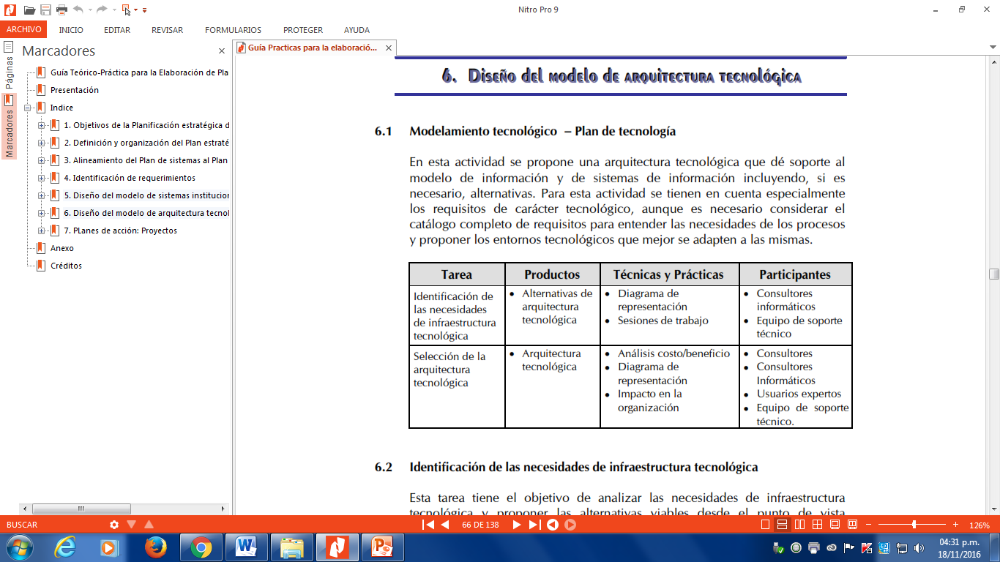 Nitro Pro 9
ARCHIVO INICIO EDITAR REVISAR FORMULARIOS PROTEGER AYUDA
Páginas
Marcadores
Marcadores
Guía Teórico-Práctica para la Elaboración de Pla
Presentación
Indice
1. Objetivos de la Planificación estratégica d
2. Definición y organización del Plan estraté
3. Alineamiento del Plan de sistemas al Plan
4. Identificación de requerimientos
5. Diseño del modelo de sistemas institucior
6. Diseño del modelo de arquitectura tecnol
7. PLanes de acción: Proyectos
Anexo
Créditos
Guía Practicas para la elaboració...
6. Diseño del modelo de arquitectura tecnológica
6.1 Modelamiento tecnológico – Plan de tecnología
En esta actividad se propone una arquitectura tecnológica que dé soporte al
modelo de información y de sistemas de información incluyendo, si es
necesario, alternativas. Para esta actividad se tienen en cuenta especialmente
los requisitos de carácter tecnológico, aunque es necesario considerar el
catálogo completo de requisitos para entender las necesidades de los procesos
y proponer los entornos tecnológicos que mejor se adapten a las mismas.
Tarea Productos Técnicas y Prácticas Participantes
Identificación de
las necesidades
de infraestructura
tecnológica
• Alternativas de
arquitectura
tecnológica
• Diagrama de
representación
• Sesiones de trabajo
• Consultores
informáticos
• Equipo de soporte
técnico
Selección de la
arquitectura
tecnológica
• Arquitectura
tecnológica
• Análisis costo/beneficio
• Diagrama de
representación
• Impacto en la
organización
• Consultores
• Consultores
Informáticos
• Usuarios expertos
• Equipo de soporte
técnico.
6.2 Identificación de las necesidades de infraestructura tecnológica
Esta tarea tiene el objetivo de analizar las necesidades de infraestructura
tecnológica y proponer las alternativas viables desde el punto de vista
BUSCAR
66 DE 138
126%
04:31 p.m.
18/11/2016